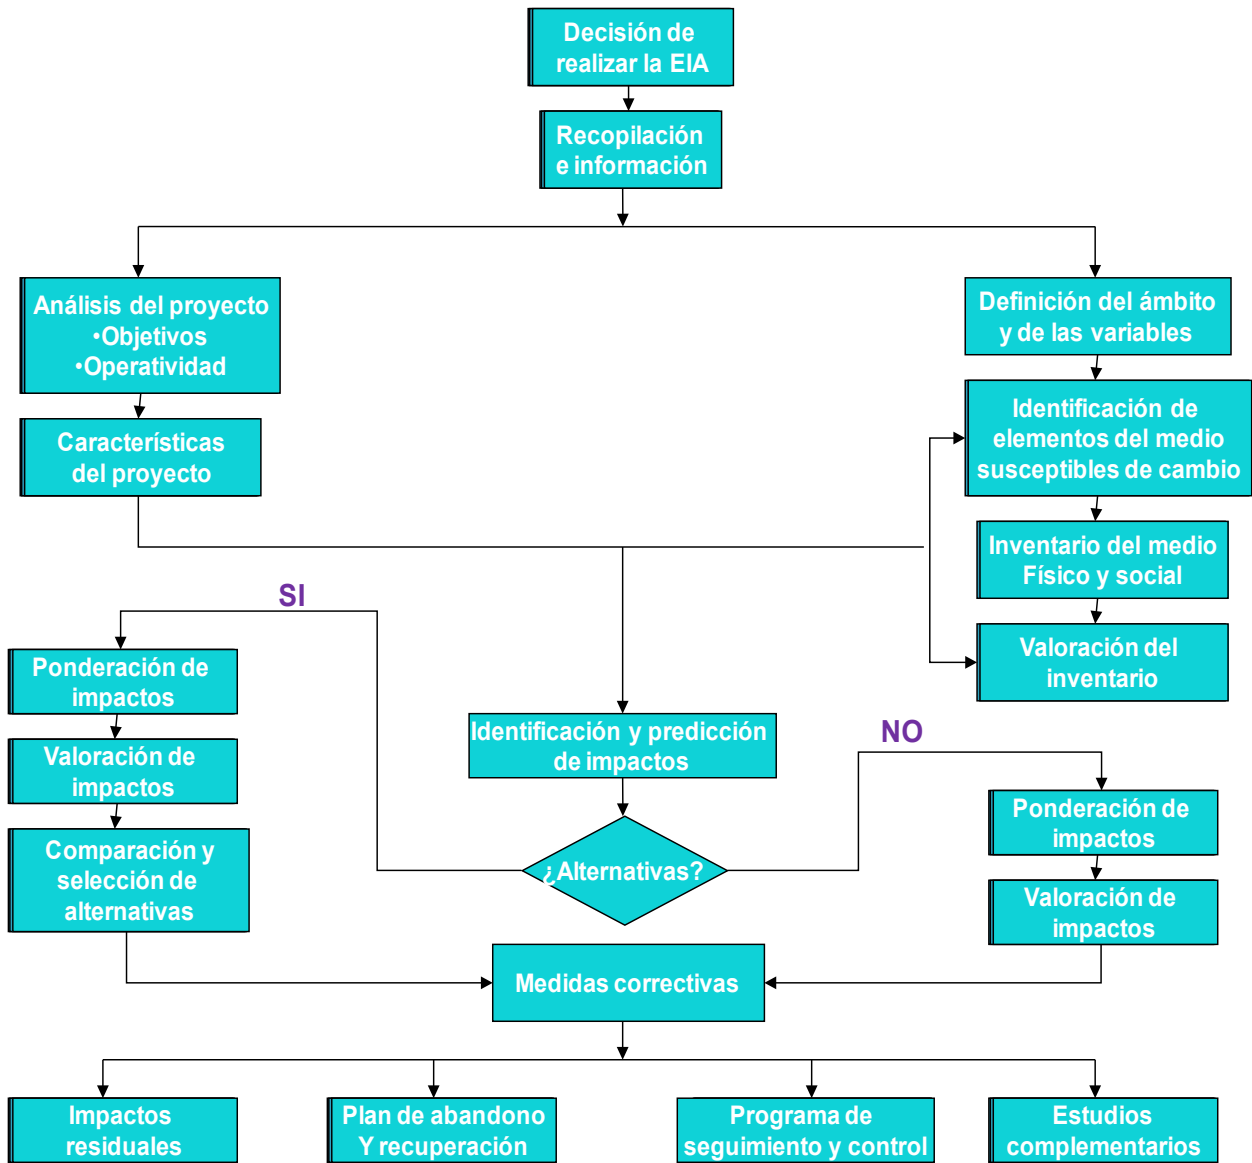 Decisión de
realizar la EIA
Recopilación
e información
Análisis del proyecto
•Objetivos
•Operatividad
Definición del ámbito
y de las variables
Características
del proyecto
Identificación de
elementos del medio
susceptibles de cambio
Inventario del medio
Físico y social
Valoración del
inventario
SI
Ponderación de
impactos
Valoración de
impactos
Comparación y
selección de
alternativas
Identificación y predicción
de impactos
¿Alternativas?
NO
Ponderación de
impactos
Valoración de
impactos
Medidas correctivas
Impactos
residuales
Plan de abandono
Y recuperación
Programa de
seguimiento y control
Estudios
complementarios